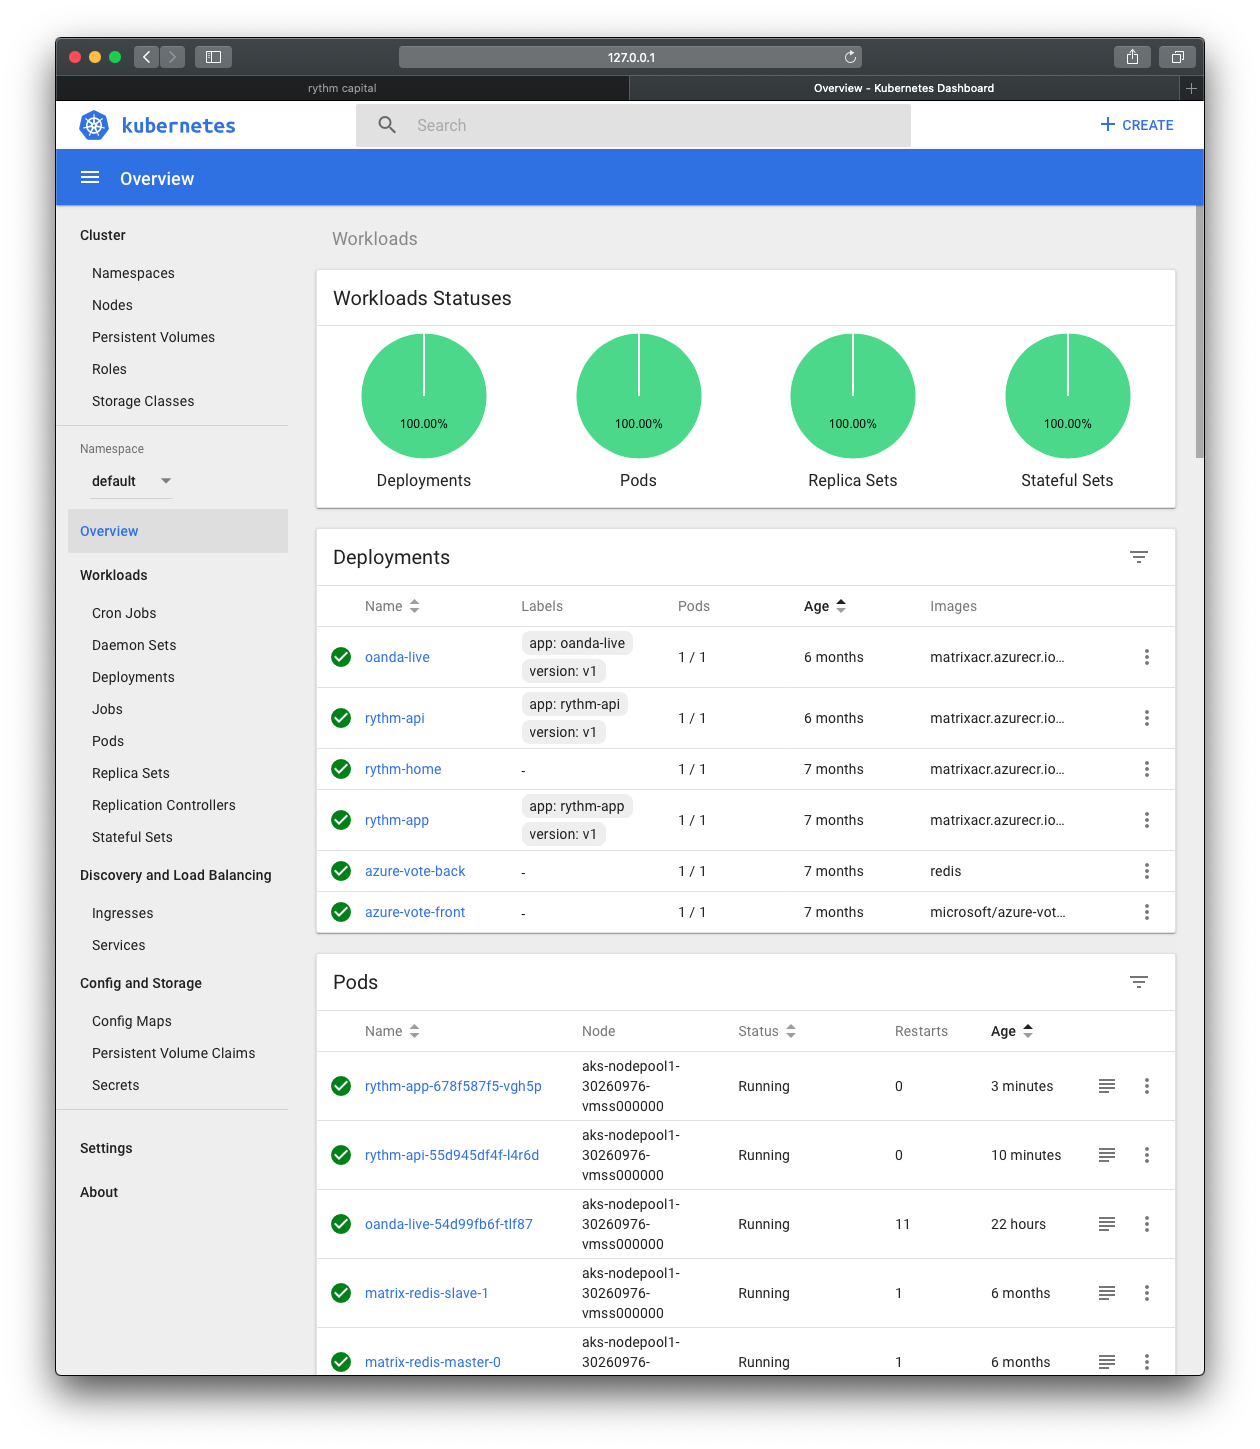 127.0.0.1
rythm capital
Overview - Kubernetes Dashboard
kubernetes
Search
CREATE
Overview
Cluster
Namespaces
Nodes
Persistent Volumes
Roles
Storage Classes
Namespace
default
Overview
Workloads
Cron Jobs
Daemon Sets
Deployments
Jobs
Pods
Replica Sets
Replication Controllers
Stateful Sets
Discovery and Load Balancing
Ingresses
Services
Config and Storage
Config Maps
Persistent Volume Claims
Secrets
Settings
About
Workloads
Workloads Statuses
100.00% 100.00% 100.00% 100.00%
Deployments Pods Replica Sets Stateful Sets
Deployments
Name Labels Pods Age Images
oanda-live app: oanda-live version: v1 1 / 1 6 months matrixacr.azurecr.io...
rythm-api app: rythm-api version: v1 1 / 1 6 months matrixacr.azurecr.io...
rythm-home - 1 / 1 7 months matrixacr.azurecr.io...
rythm-app app: rythm-app version: v1 1 / 1 7 months matrixacr.azurecr.io...
azure-vote-back - 1 / 1 7 months redis
azure-vote-front - 1 / 1 7 months microsoft/azure-vot...
Pods
Name Node Status Restarts Age
rythm-app-678f587f5-vgh5p aks-nodepool1-30260976-vmss000000 Running 0 3 minutes
rythm-api-55d945df4f-l4r6d aks-nodepool1-30260976-vmss000000 Running 0 10 minutes
oanda-live-54d99fb6f-tlf87 aks-nodepool1-30260976-vmss000000 Running 11 22 hours
matrix-redis-slave-1 aks-nodepool1-30260976-vmss000000 Running 1 6 months
matrix-redis-master-0 aks-nodepool1-30260976- Running 1 6 months